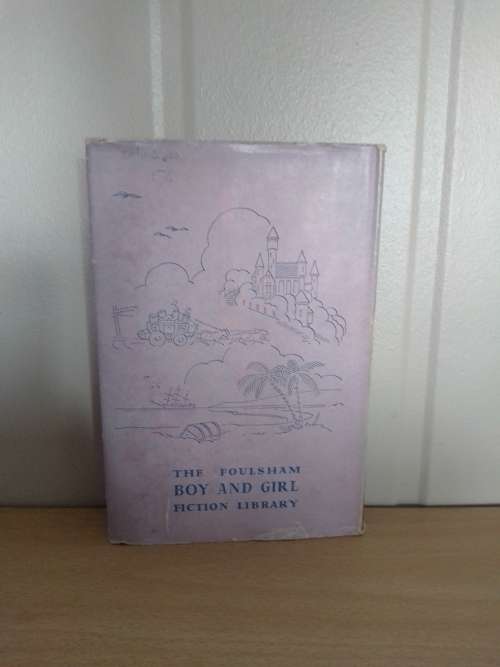 THE FOULSHAM
BOY AND GIRL
FICTION LIBRARY